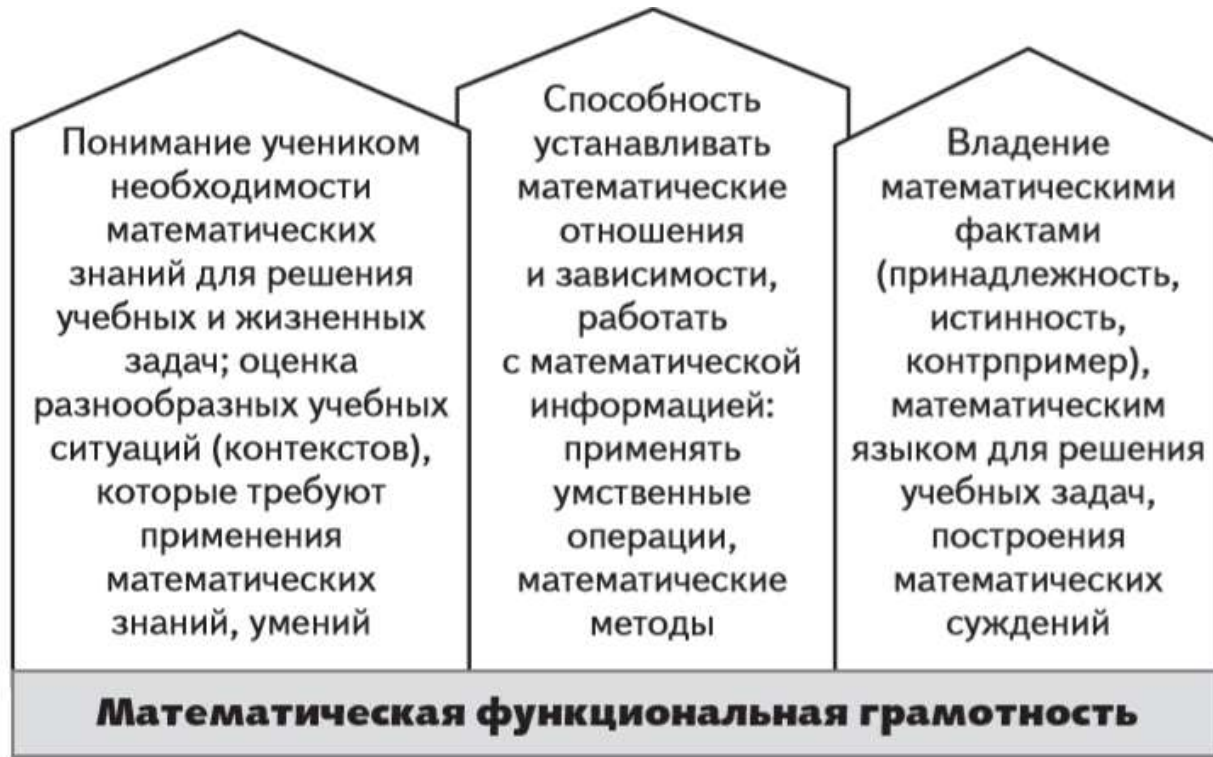 Понимание учеником
необходимости
математических
знаний для решения
учебных и жизненных
задач; оценка
разнообразных учебных
ситуаций (контекстов),
которые требуют
применения
математических
знаний, умений
Способность
устанавливать
математические
отношения
и зависимости,
работать
с математической
информацией:
применять
умственные
операции,
математические
методы
Владение
математическими
фактами
(принадлежность,
истинность,
контрпример),
математическим
языком для решения
учебных задач,
построения
математических
суждений
Математическая функциональная грамотность